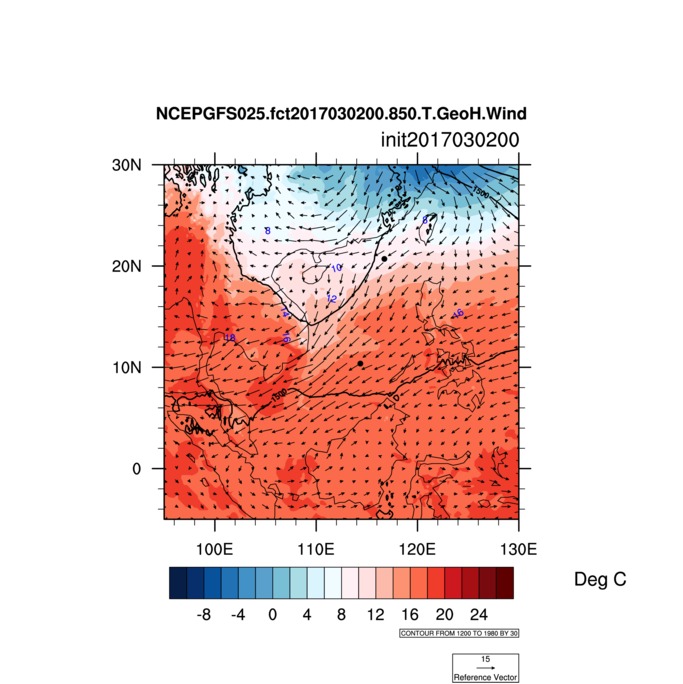 NCEPGFS025.fct2017030200.850.T.GeoH.Wind
init2017030200
30N
20N
10N
0
1500
8
8
10
12
14
16
16
18
1500
100E
110E
120E
130E
-8 -4 0 4 8 12 16 20 24
Deg C
CONTOUR FROM 1200 TO 1980 BY 30
15
Reference Vector